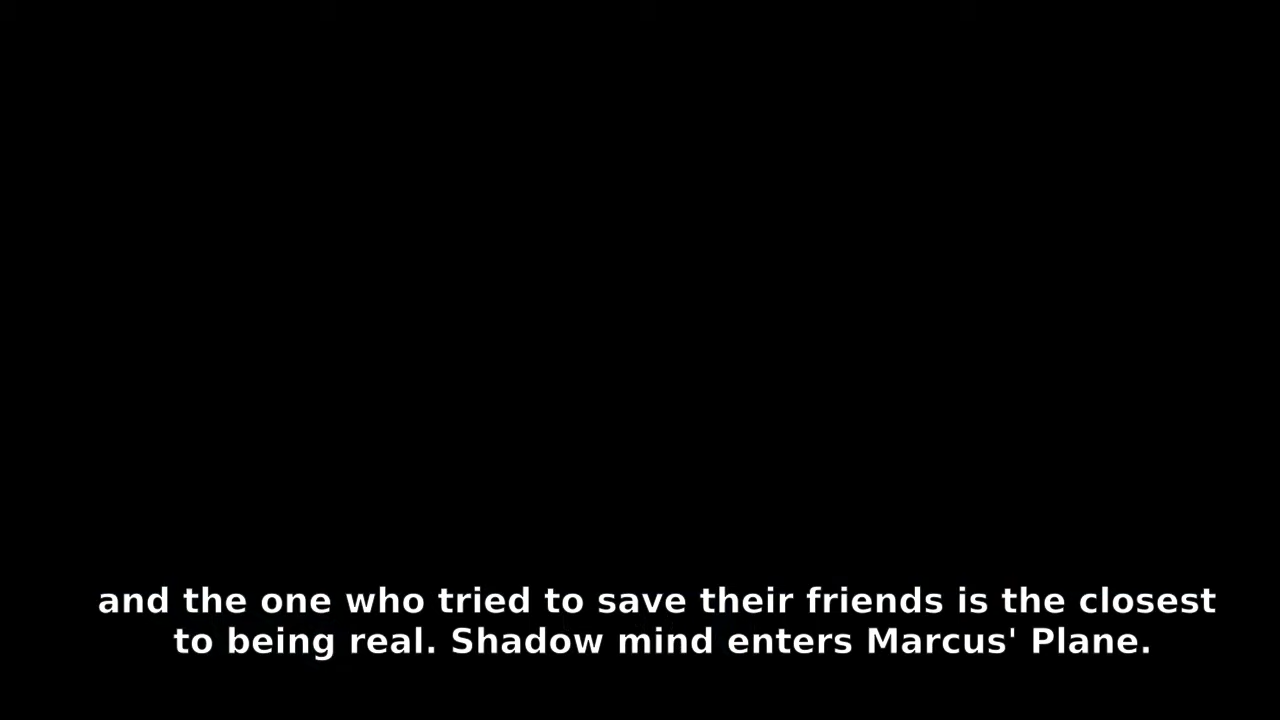 and the one who tried to save their friends is the closest
to being real. Shadow mind enters Marcus' Plane.